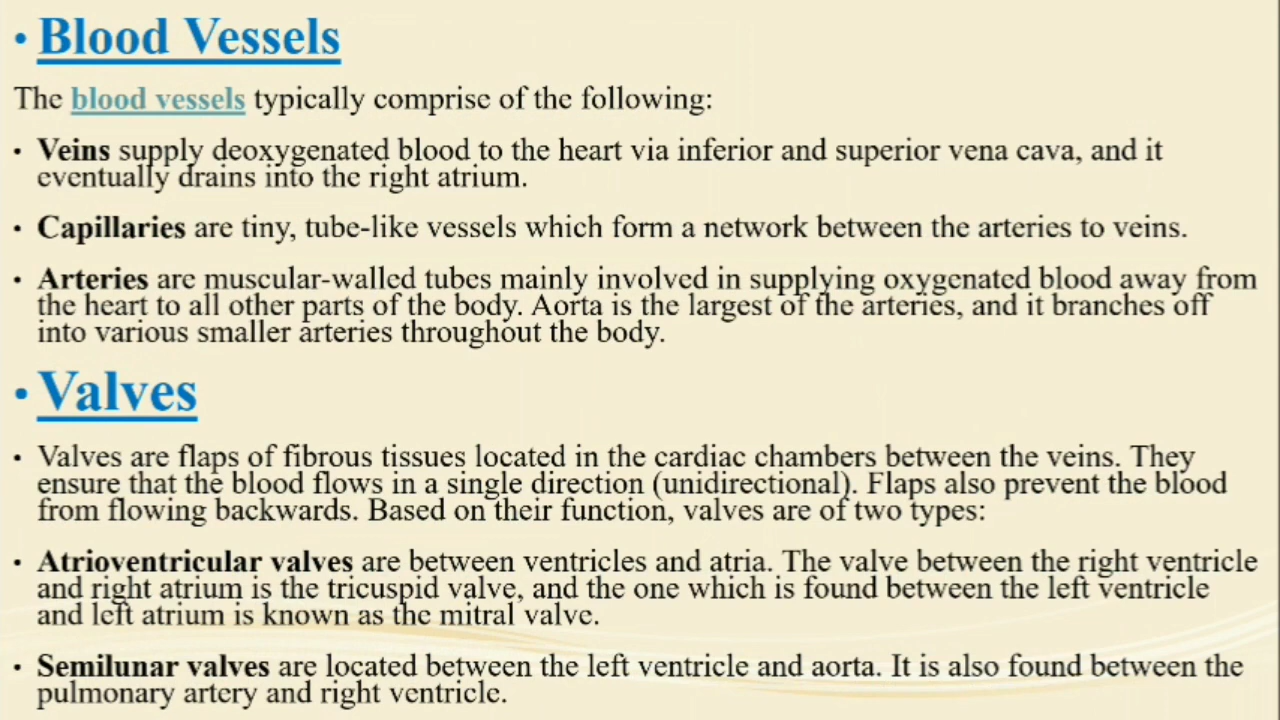 • Blood Vessels
The blood vessels typically comprise of the following:
• Veins supply deoxygenated blood to the heart via inferior and superior vena cava, and it
eventually drains into the right atrium.
• Capillaries are tiny, tube-like vessels which form a network between the arteries to veins.
• Arteries are muscular-walled tubes mainly involved in supplying oxygenated blood away from
the heart to all other parts of the body. Aorta is the largest of the arteries, and it branches off
into various smaller arteries throughout the body.
• Valves
• Valves are flaps of fibrous tissues located in the cardiac chambers between the veins. They
ensure that the blood flows in a single direction (unidirectional). Flaps also prevent the blood
from flowing backwards. Based on their function, valves are of two types:
• Atrioventricular valves are between ventricles and atria. The valve between the right ventricle
and right atrium is the tricuspid valve, and the one which is found between the left ventricle
and left atrium is known as the mitral valve.
• Semilunar valves are located between the left ventricle and aorta. It is also found between the
pulmonary artery and right ventricle.